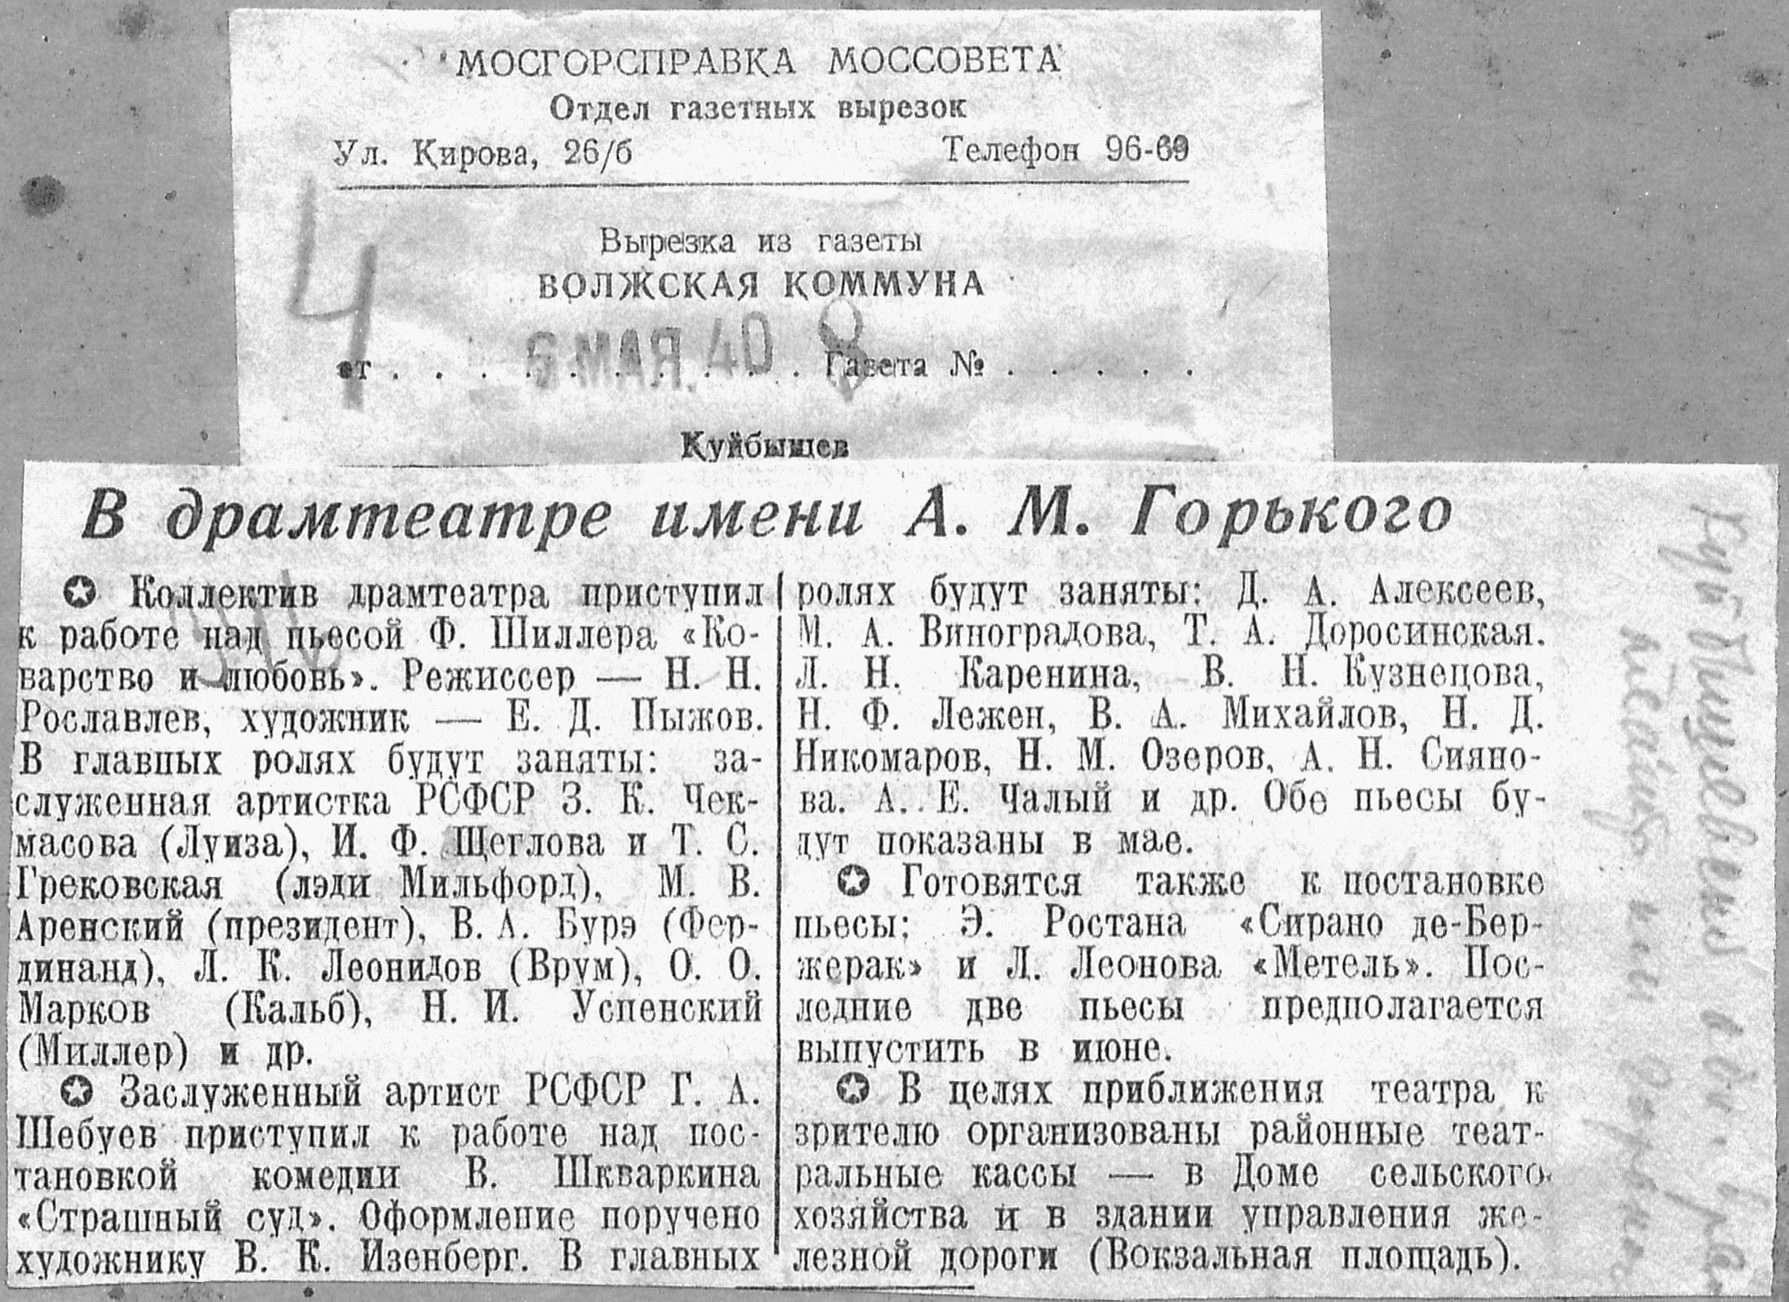 МОСГОРСПРАВКА МОССОВЕТА
Отдел газетных вырезок
Ул. Кирова, 26/б Телефон 96-69
4
Вырезка из газеты
ВОЛЖСКАЯ КОММУНА
6 МАЯ. 40
от . . . . . . . . . . . . . Газета № . . . . .
Куйбышев
В драмтеатре имени А. М. Горького
✪ Коллектив драмтеатра приступил
к работе над пьесой Ф. Шиллера «Ко-
варство и любовь». Режиссер — Н. Н.
Рославлев, художник — Е. Д. Пыжов.
В главных ролях будут заняты: за-
служенная артистка РСФСР З. К. Чек-
масова (Луиза), И. Ф. Щеглова и Т. С.
Грековская (лэди Мильфорд), М. В.
Аренский (президент), В. А. Бурэ (Фер-
динанд), Л. К. Леонидов (Врум), О. О.
Марков (Кальб), Н. И. Успенский
(Миллер) и др.
✪ Заслуженный артист РСФСР Г. А.
Шебуев приступил к работе над пос-
тановкой комедии В. Шкваркина
«Страшный суд». Оформление поручено
художнику В. К. Изенберг. В главных
ролях будут заняты: Д. А. Алексеев,
М. А. Виноградова, Т. А. Доросинская.
Л. Н. Каренина, В. Н. Кузнецова,
Н. Ф. Лежен, В. А. Михайлов, Н. Д.
Никомаров, Н. М. Озеров, А. Н. Сияно-
ва. А. Е. Чалый и др. Обе пьесы бу-
дут показаны в мае.
✪ Готовятся также к постановке
пьесы: Э. Ростана «Сирано де-Бер-
жерак» и Л. Леонова «Метель». Пос-
ледние две пьесы предполагается
выпустить в июне.
✪ В целях приближения театра к
зрителю организованы районные теат-
ральные кассы — в Доме сельского
хозяйства и в здании управления же-
лезной дороги (Вокзальная площадь).